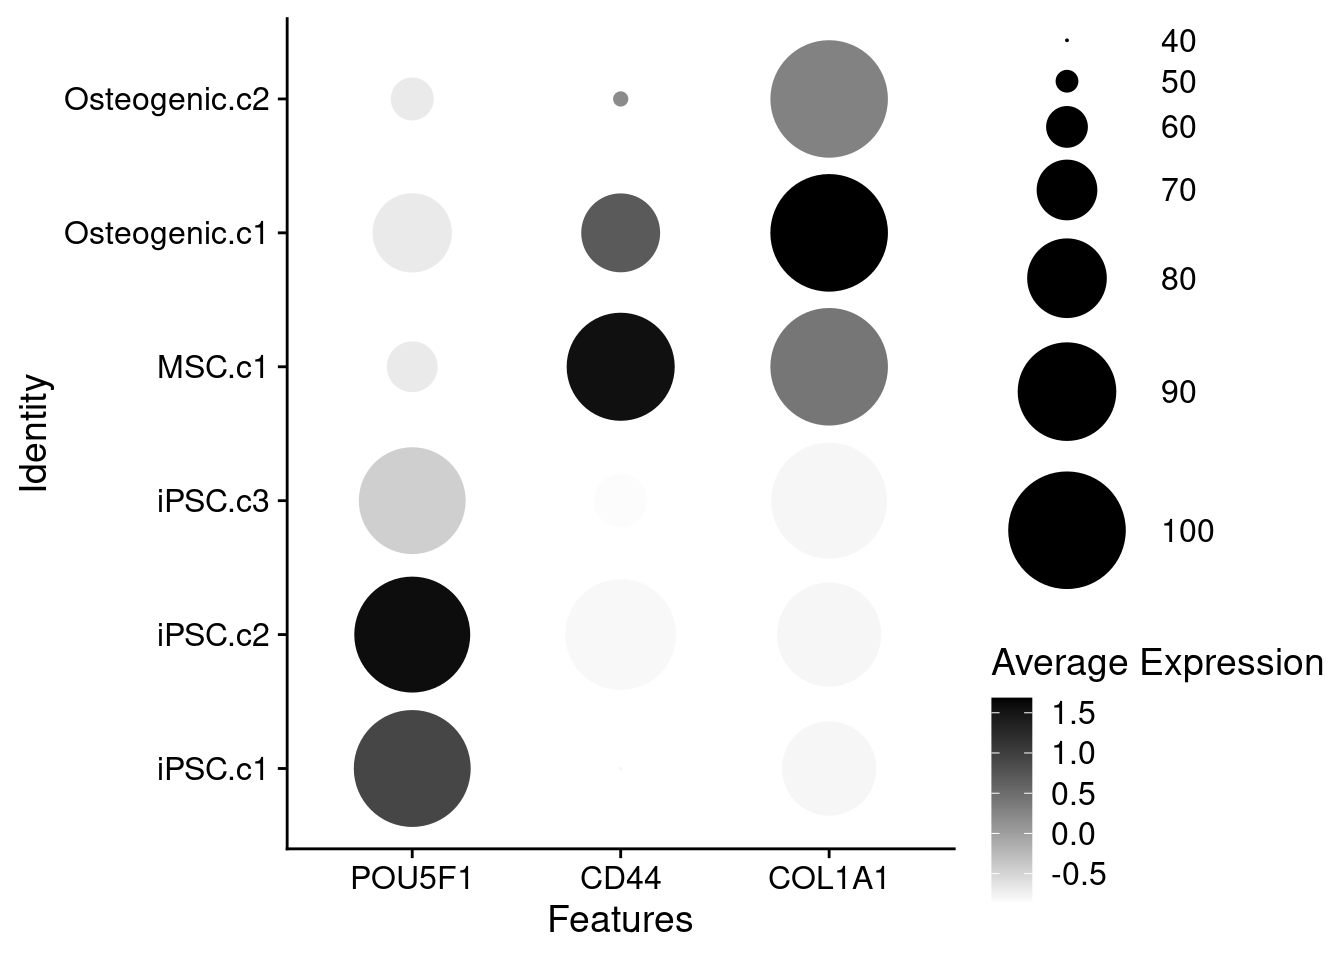 Osteogenic.c2
Osteogenic.c1
MSC.c1
iPSC.c3
iPSC.c2
iPSC.c1
Identity
POU5F1 CD44 COL1A1
Features
40
50
60
70
80
90
100
Average Expression
1.5
1.0
0.5
0.0
-0.5